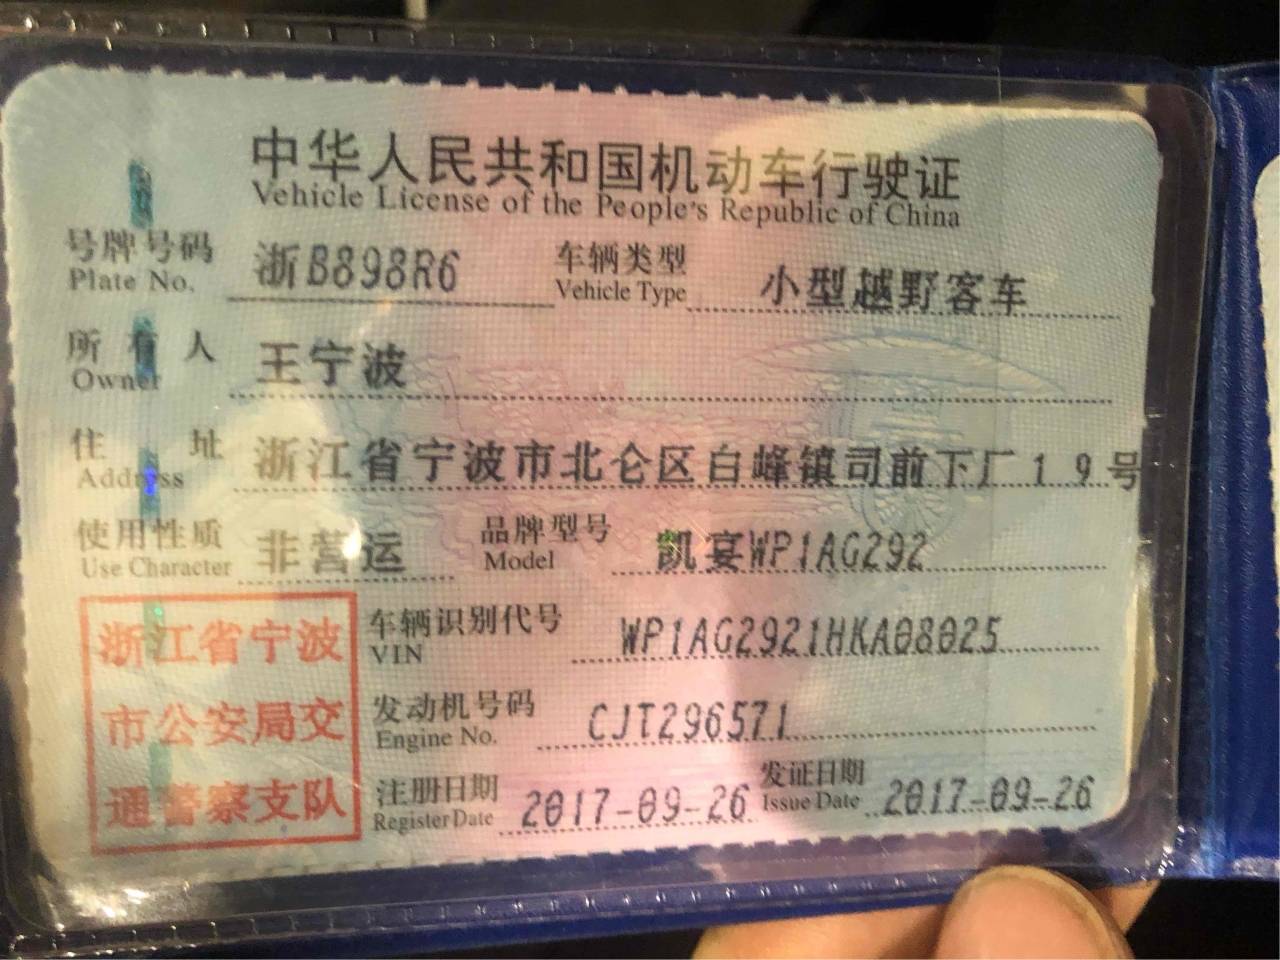 中华人民共和国机动车行驶证
Vehicle License of the People's Republic of China
号牌号码 浙B898R6 车辆类型 小型越野客车
Plate No. Vehicle Type
所有人 王宁波
Owner
住址 浙江省宁波市北仑区白峰镇司前下厂19号
Address
使用性质 非营运 品牌型号 凯宴WP1AG292
Use Character Model
浙江省宁波
市公安局交
通警察支队
车辆识别代号 WP1AG2921HKA08025
VIN
发动机号码 CJT296571
Engine No.
注册日期 2017-09-26 发证日期 2017-09-26
Register Date Issue Date